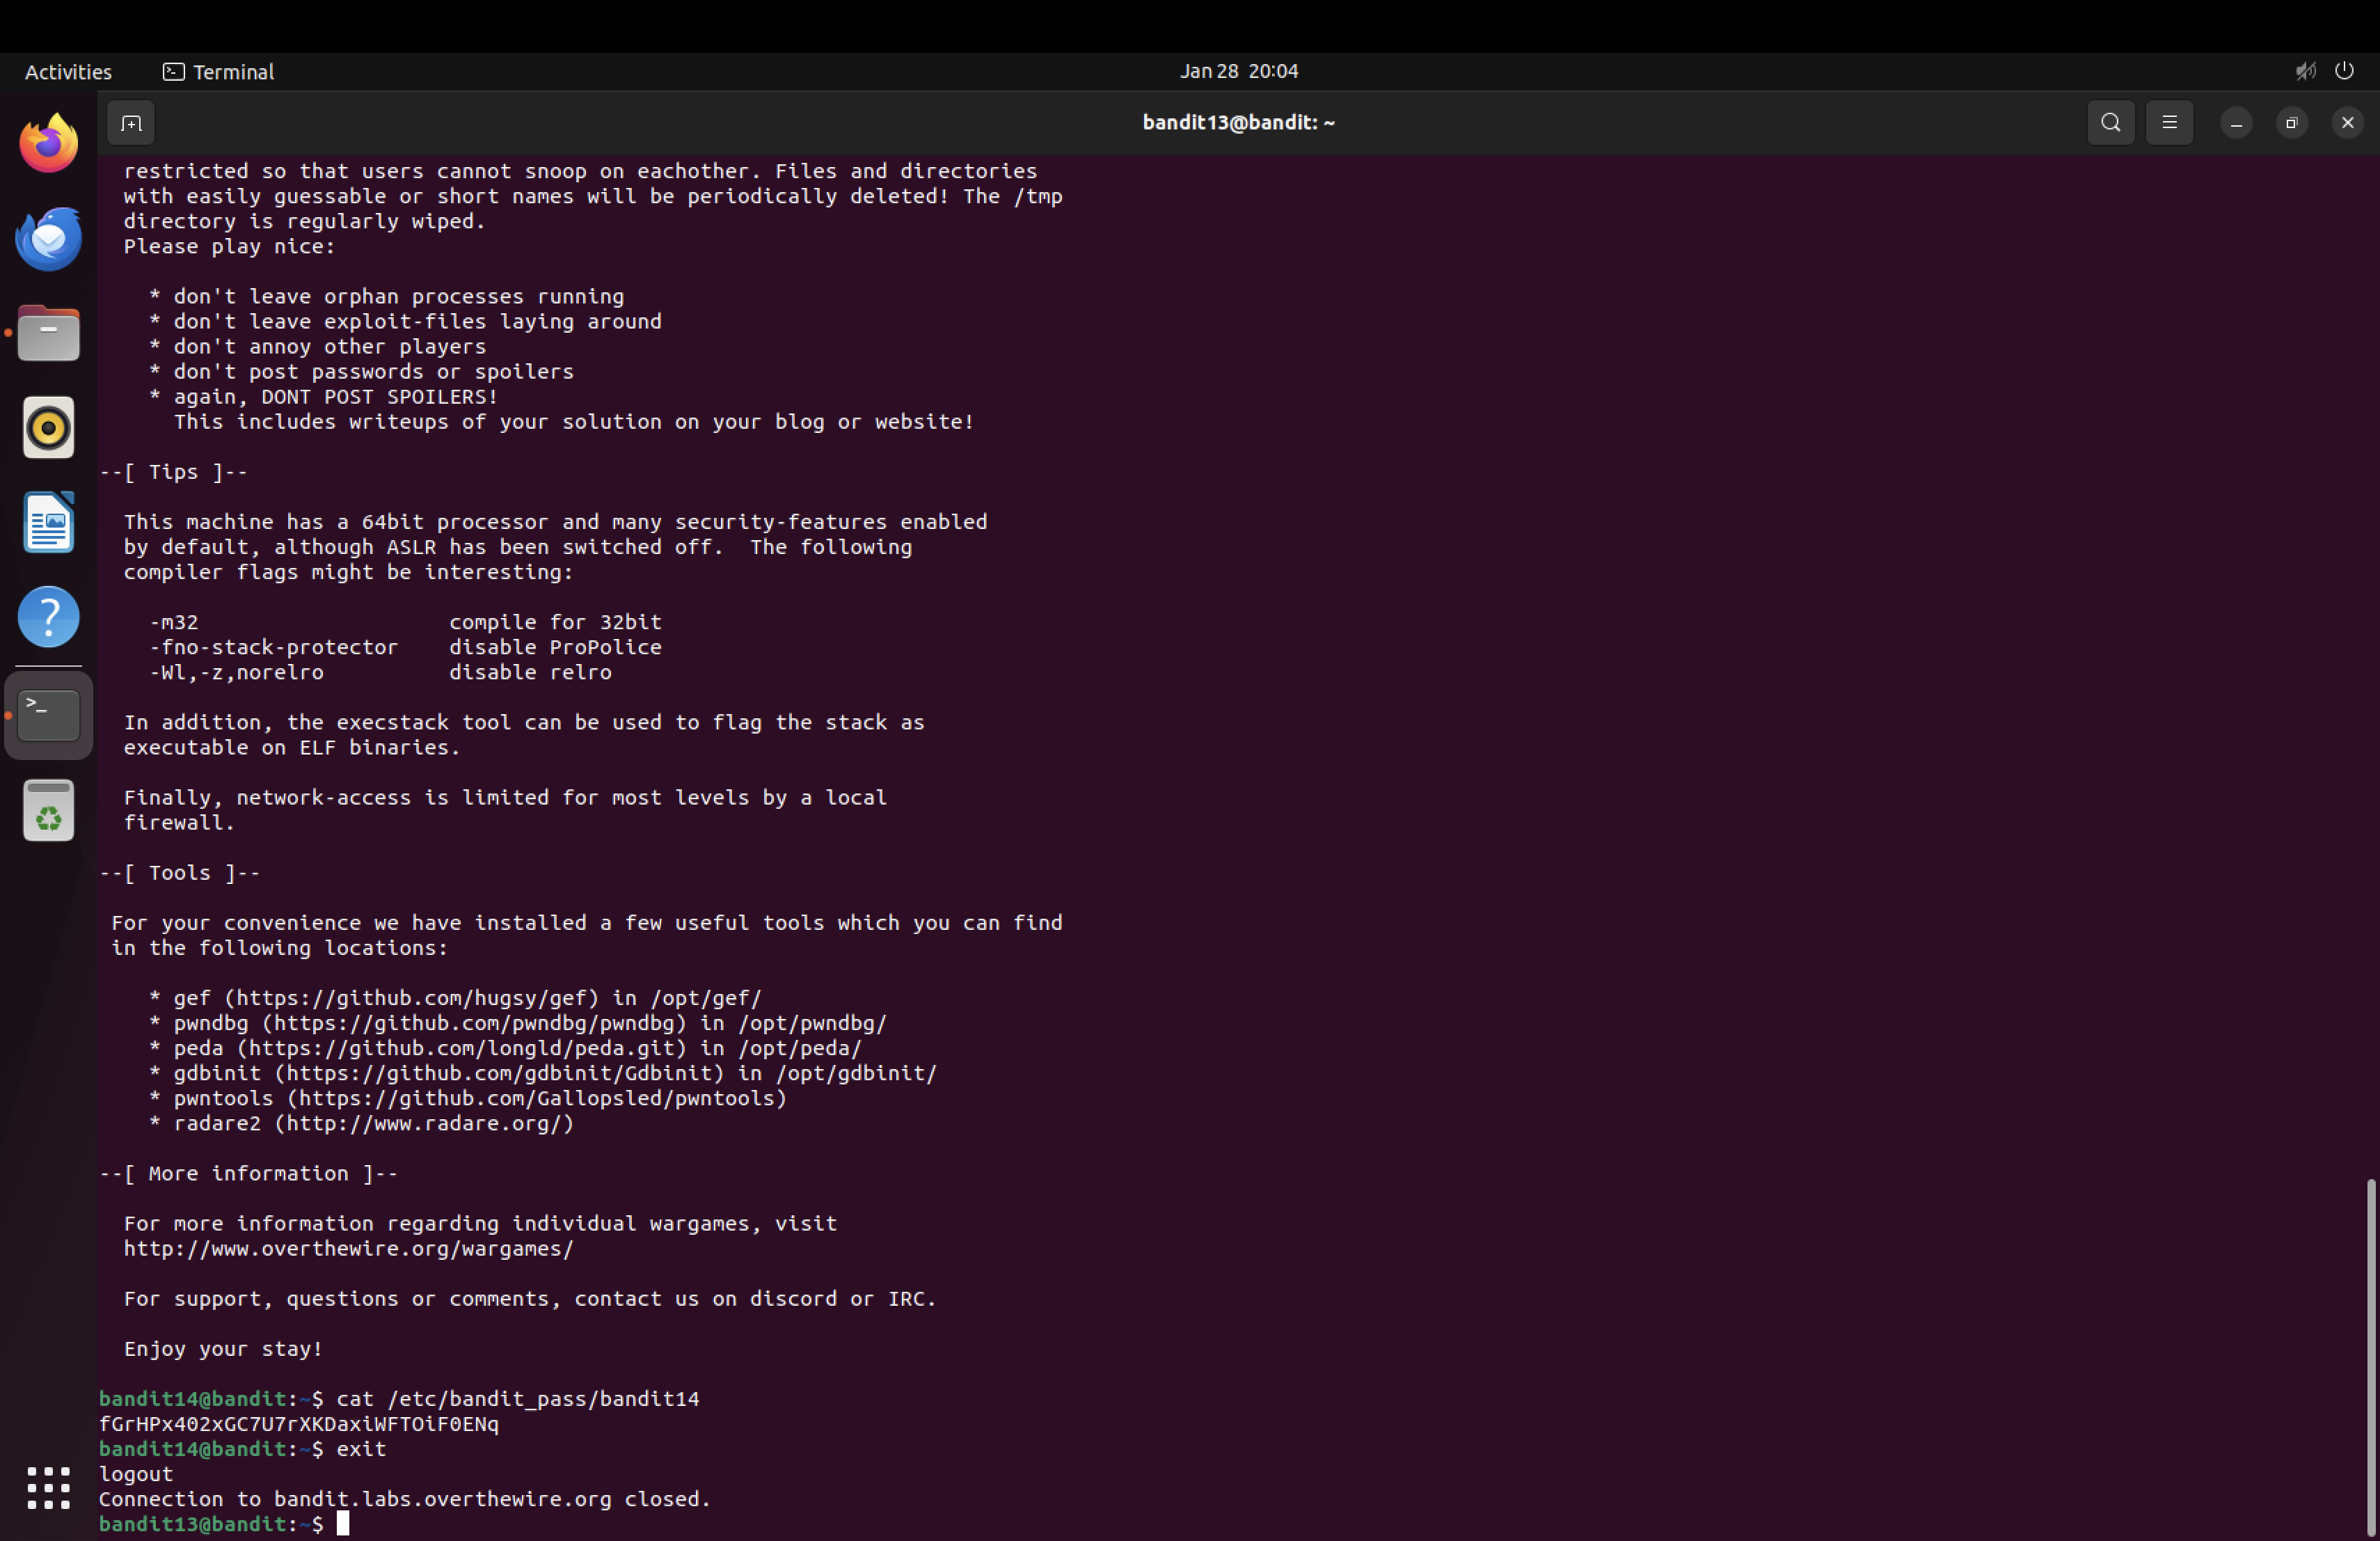 Activities
Terminal
Jan 28 20:04
bandit13@bandit: ~
restricted so that users cannot snoop on eachother. Files and directories
with easily guessable or short names will be periodically deleted! The /tmp
directory is regularly wiped.
Please play nice:
* don't leave orphan processes running
* don't leave exploit-files laying around
* don't annoy other players
* don't post passwords or spoilers
* again, DONT POST SPOILERS!
This includes writeups of your solution on your blog or website!
--[ Tips ]--
This machine has a 64bit processor and many security-features enabled
by default, although ASLR has been switched off.  The following
compiler flags might be interesting:
-m32                    compile for 32bit
-fno-stack-protector    disable ProPolice
-Wl,-z,norelro          disable relro
In addition, the execstack tool can be used to flag the stack as
executable on ELF binaries.
Finally, network-access is limited for most levels by a local
firewall.
--[ Tools ]--
For your convenience we have installed a few useful tools which you can find
in the following locations:
* gef (https://github.com/hugsy/gef) in /opt/gef/
* pwndbg (https://github.com/pwndbg/pwndbg) in /opt/pwndbg/
* peda (https://github.com/longld/peda.git) in /opt/peda/
* gdbinit (https://github.com/gdbinit/Gdbinit) in /opt/gdbinit/
* pwntools (https://github.com/Gallopsled/pwntools)
* radare2 (http://www.radare.org/)
--[ More information ]--
For more information regarding individual wargames, visit
http://www.overthewire.org/wargames/
For support, questions or comments, contact us on discord or IRC.
Enjoy your stay!
bandit14@bandit:~$ cat /etc/bandit_pass/bandit14
fGrHPx402xGC7U7rXKDaxiWFTOiF0ENq
bandit14@bandit:~$ exit
logout
Connection to bandit.labs.overthewire.org closed.
bandit13@bandit:~$